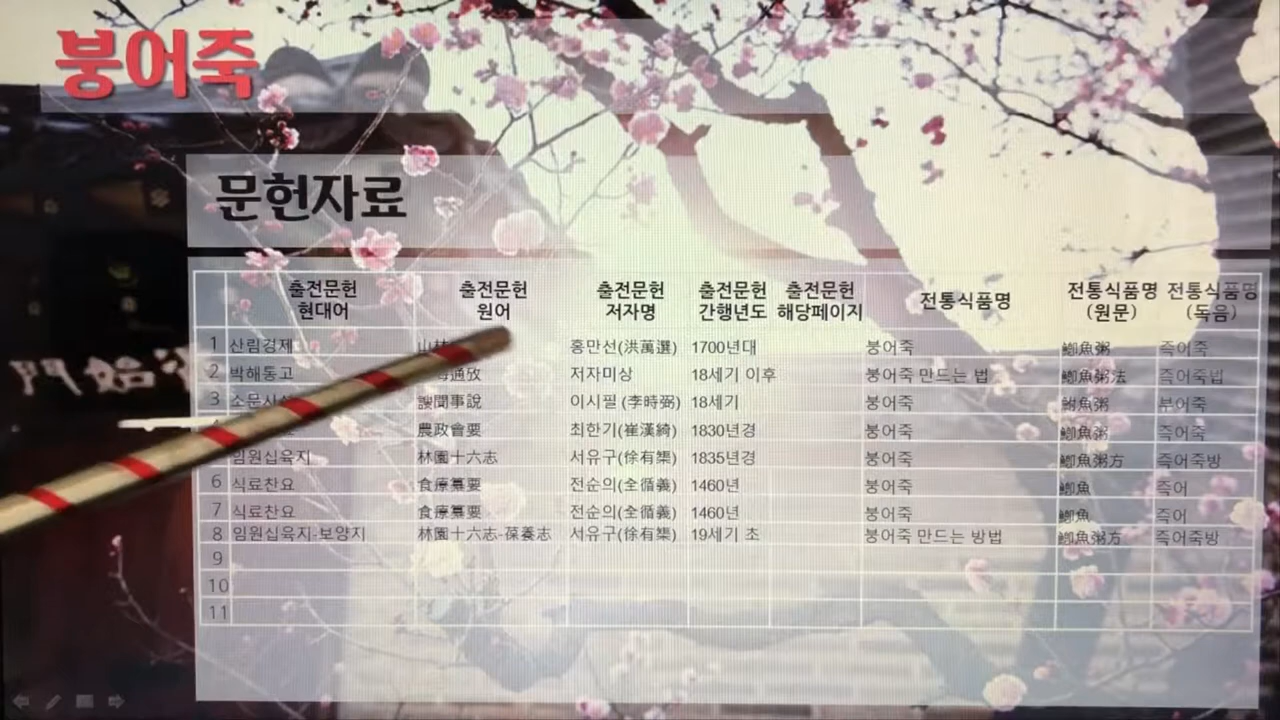 붕어죽
문헌자료
출전문헌 현대어 출전문헌 원어 출전문헌 저자명 출전문헌 간행년도 출전문헌 해당페이지 전통식품명 전통식품명 (원문) 전통식품명 (독음)
1 산림경제 홍만선(洪萬選) 1700년대 붕어죽 鯽魚粥 즉어죽
2 박해통고 저자미상 18세기 이후 붕어죽 만드는 법 鯽魚粥法 즉어죽법
3 소문사설 謏聞事說 이시필 (李時弼) 18세기 붕어죽 鮒魚粥 부어죽
農政會要 최한기(崔漢綺) 1830년경 붕어죽 鯽魚粥 즉어죽
임원십육지 林園十六志 서유구(徐有榘) 1835년경 붕어죽 鯽魚粥方 즉어죽방
6 식료찬요 食療纂要 전순의(全循義) 1460년 붕어죽 鯽魚 즉어
7 식료찬요 食療纂要 전순의(全循義) 1460년 붕어죽 鯽魚 즉어
8 임원십육지-보양지 林園十六志-葆養志 서유구(徐有榘) 19세기 초 붕어죽 만드는 방법 鯽魚粥方 즉어죽방
9
10
11